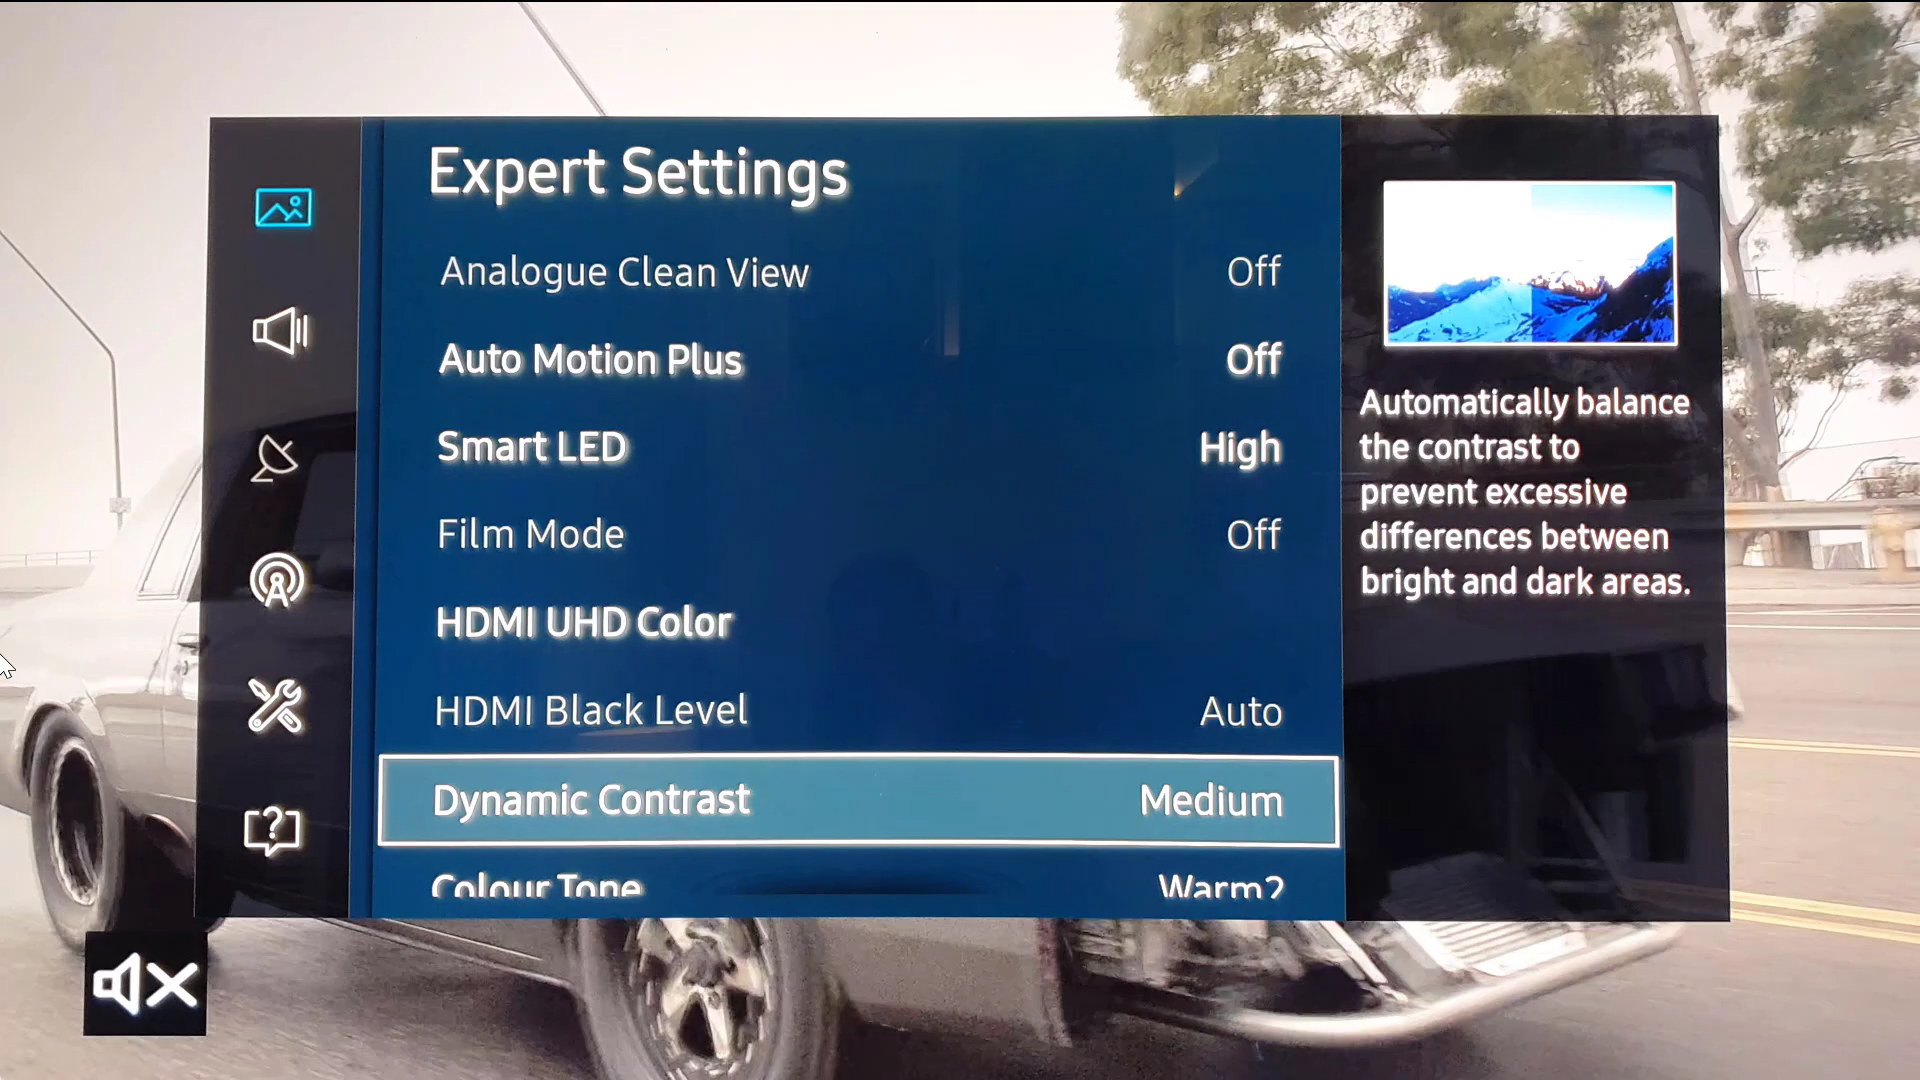 Expert Settings
Analogue Clean View Off
Auto Motion Plus Off
Smart LED High
Film Mode Off
HDMI UHD Color
HDMI Black Level Auto
Dynamic Contrast Medium
Colour Tone Warm2
Automatically balance
the contrast to
prevent excessive
differences between
bright and dark areas.